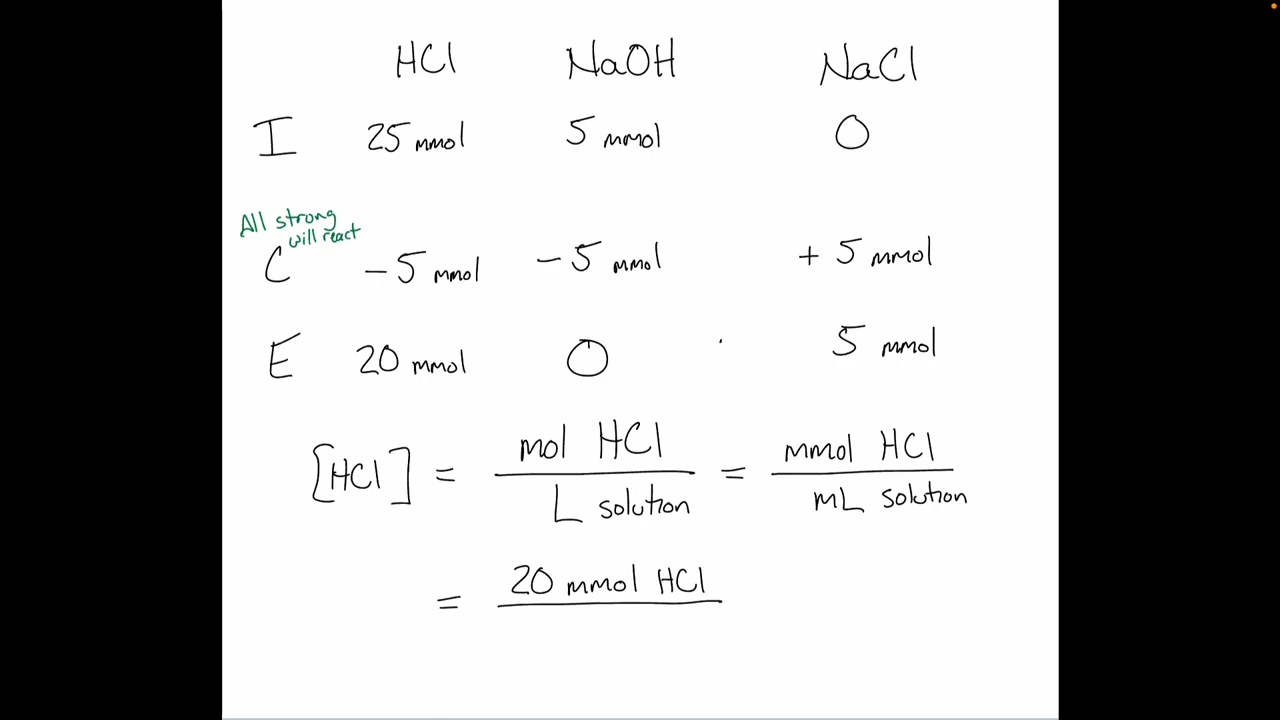 HCl NaOH NaCl
I 25 mmol 5 mmol 0
All strong
will react
C - 5 mmol - 5 mmol + 5 mmol
E 20 mmol 0 5 mmol
[HCl] = mol HCl / L solution = mmol HCl / mL solution
= 20 mmol HCl